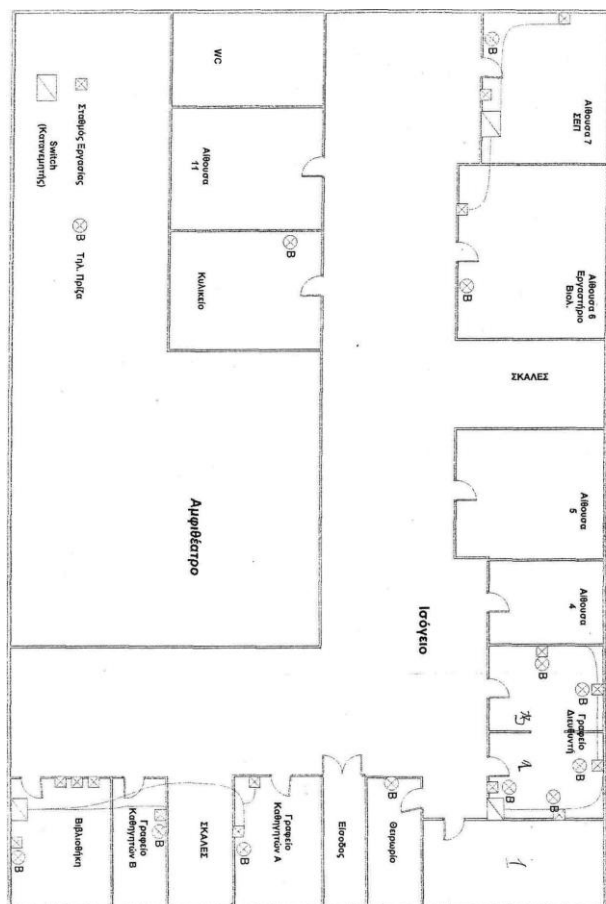 Αίθουσα 7
ΣΕΠ
Β
Αίθουσα 6
Εργαστήριο
Βιολ.
Β
ΣΚΑΛΕΣ
Αίθουσα
5
Αίθουσα
4
Γραφείο
Διευθυντή
Β
Β
Β
Β
Β
Ισόγειο
Θειρωρίο
Β
Είσοδος
WC
Αίθουσα
11
Κυλικείο
Β
Αμφιθέατρο
Γραφείο
Καθηγητών Α
Β
ΣΚΑΛΕΣ
Γραφείο
Καθηγητών Β
Β
Βιβλιοθήκη
Β
Σταθμός Εργασίας
Β Τηλ. Πρίζα
Switch
(Κατανεμητής)